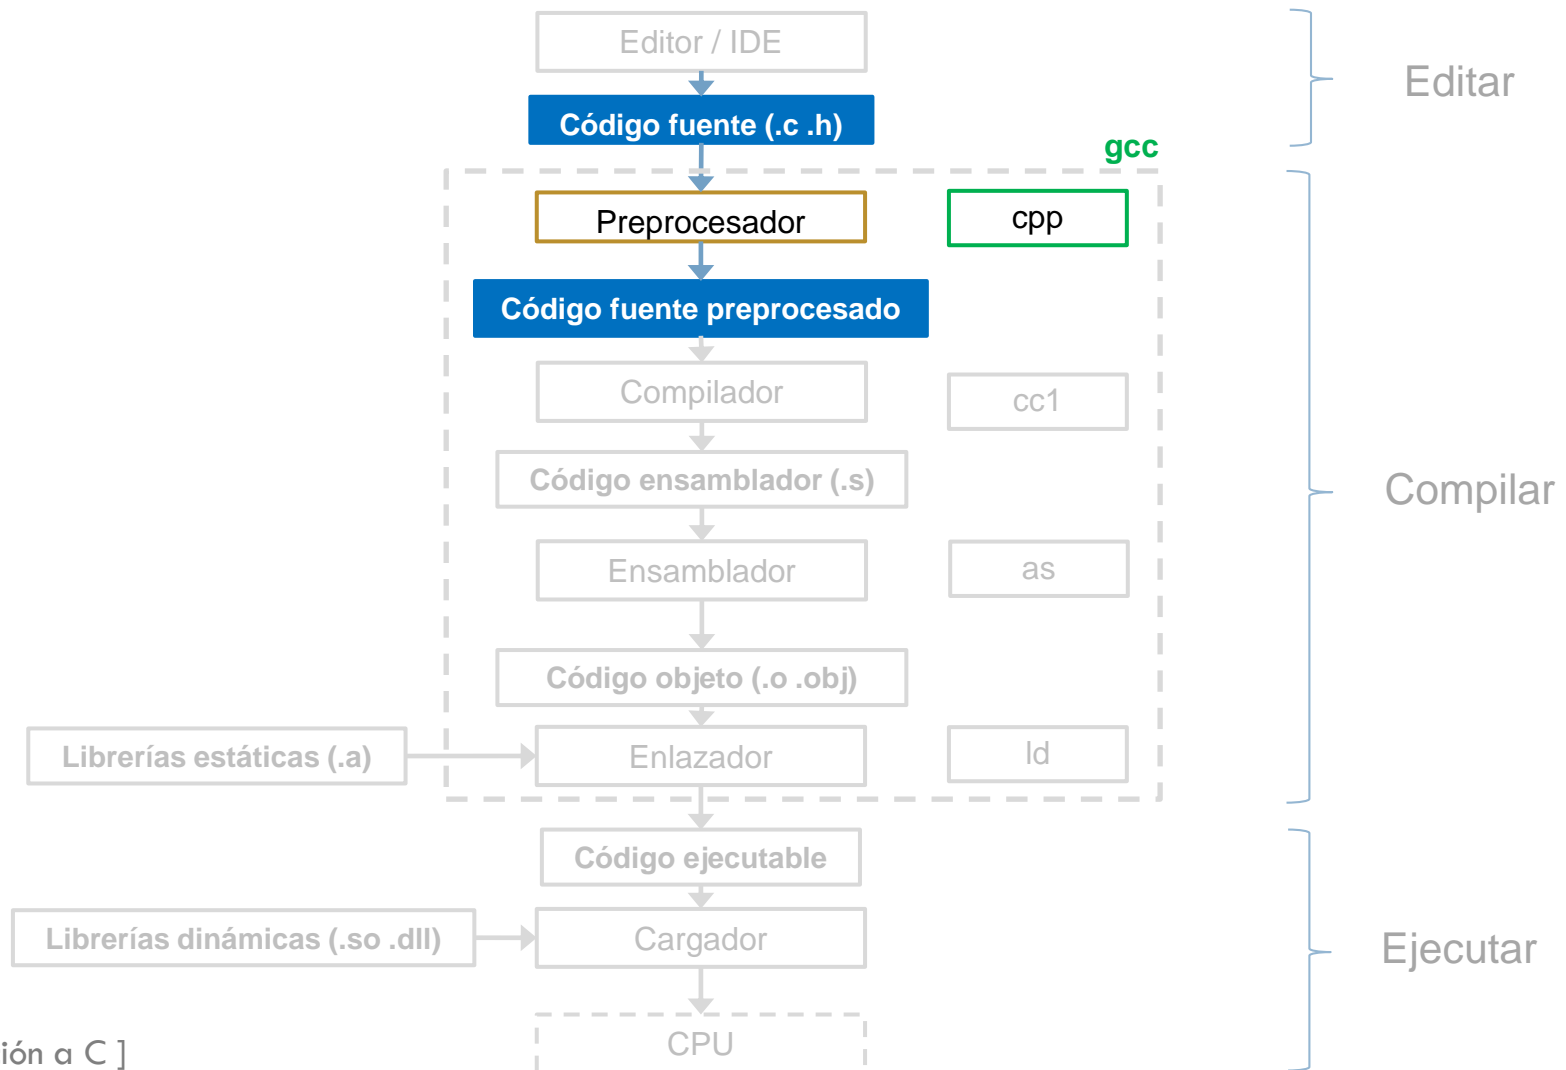 Editor / IDE
Editar
Código fuente (.c .h)
gcc
Preprocesador
cpp
Código fuente preprocesado
Compilador
cc1
Código ensamblador (.s)
Compilar
Ensamblador
as
Código objeto (.o .obj)
Librerías estáticas (.a)
Enlazador
ld
Código ejecutable
Librerías dinámicas (.so .dll)
Cargador
Ejecutar
CPU
ión a C ]